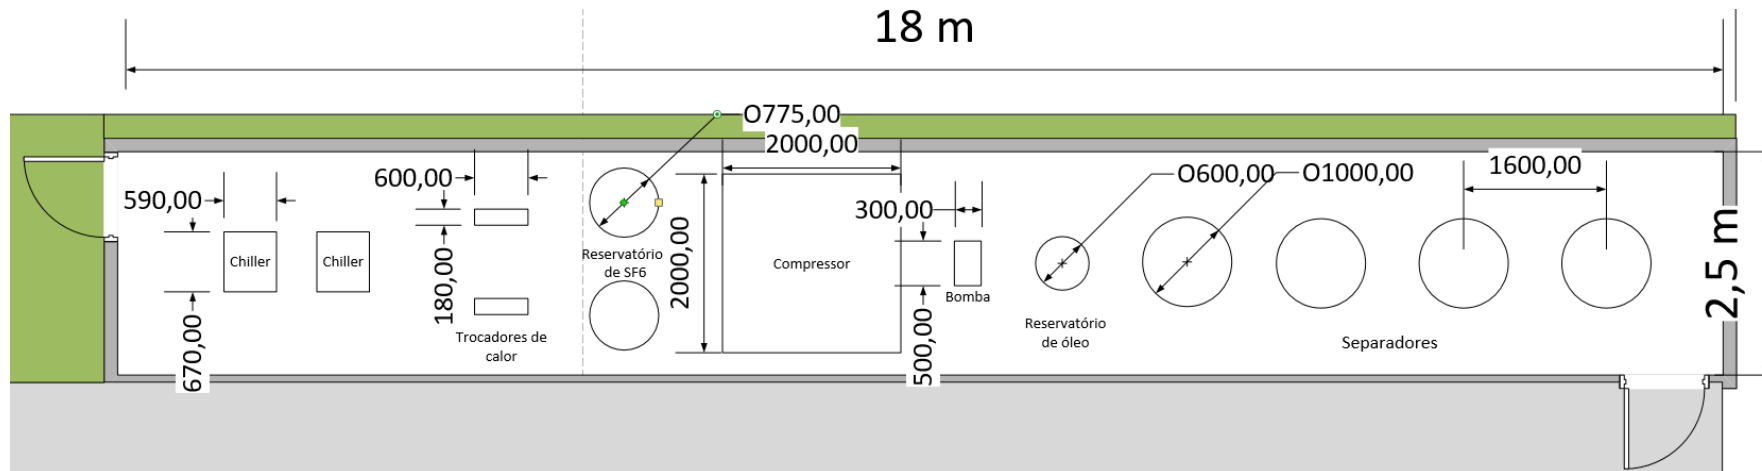 18 m
O775,00
2000,00
600,00
590,00
O600,00
O1000,00
1600,00
300,00
Chiller
Chiller
Reservatório
de SF6
2000,00
Compressor
180,00
Bomba
2,5 m
Trocadores de
calor
670,00
500,00
Reservatório
de óleo
Separadores